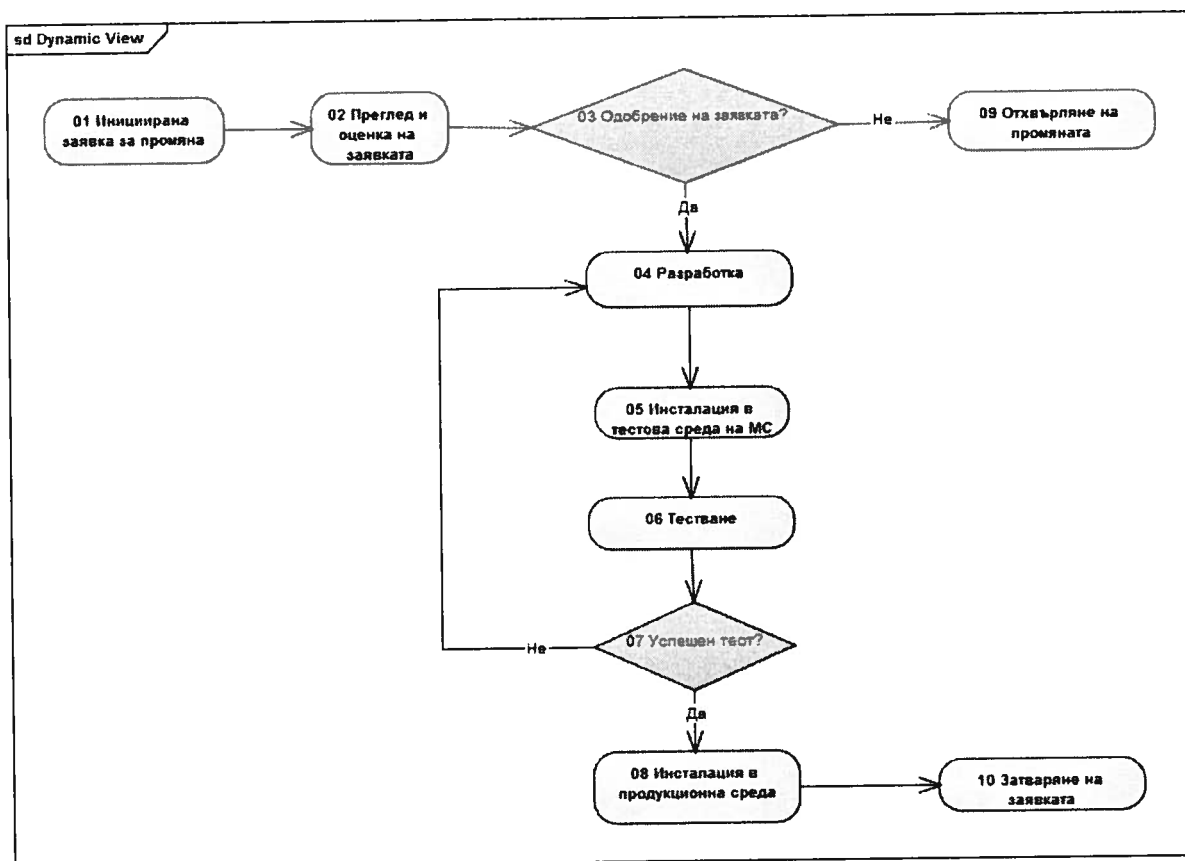 sd Dynamic View
01 Инициирана
заявка за промяна
02 Преглед и
оценка на
заявката
03 Одобрение на заявката?
Не
09 Отхвърляне на
промяната
Да
04 Разработка
05 Инсталация в
тестова среда на МС
06 Тестване
07 Успешен тест?
Не
Да
08 Инсталация в
продукционна среда
10 Затваряне на
заявката